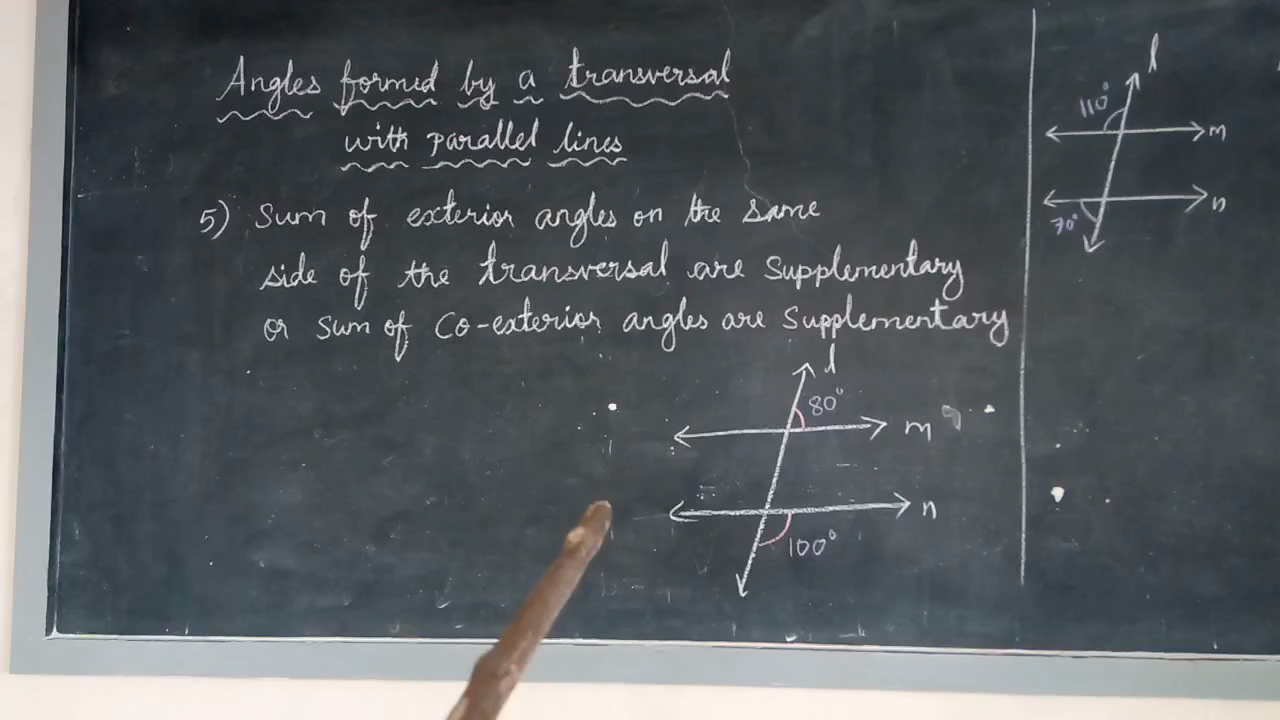 Angles formed by a transversal
with parallel lines
5) Sum of exterior angles on the same
side of the transversal are Supplementary
or Sum of Co-exterior angles are Supplementary
l
80°
m
n
100°
l
110°
m
n
70°